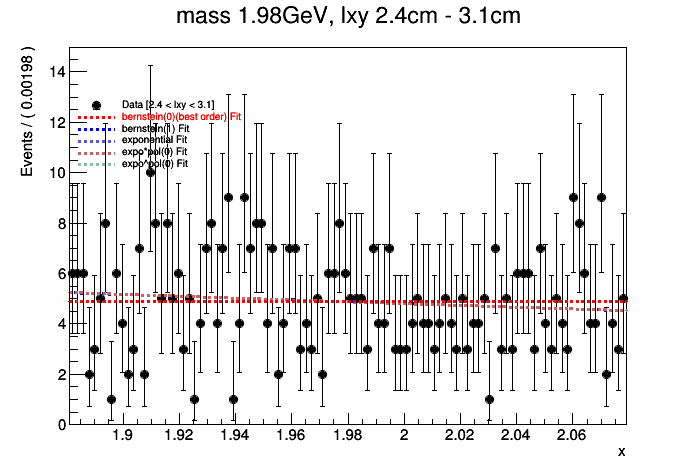 mass 1.98GeV, lxy 2.4cm - 3.1cm
Events / ( 0.00198 )
14
12
10
8
6
4
2
0
Data [2.4 < lxy < 3.1]
bernstein(0)(best order) Fit
bernstein(1) Fit
exponential Fit
expo*pol(0) Fit
expo^pol(0) Fit
1.9 1.92 1.94 1.96 1.98 2 2.02 2.04 2.06
x